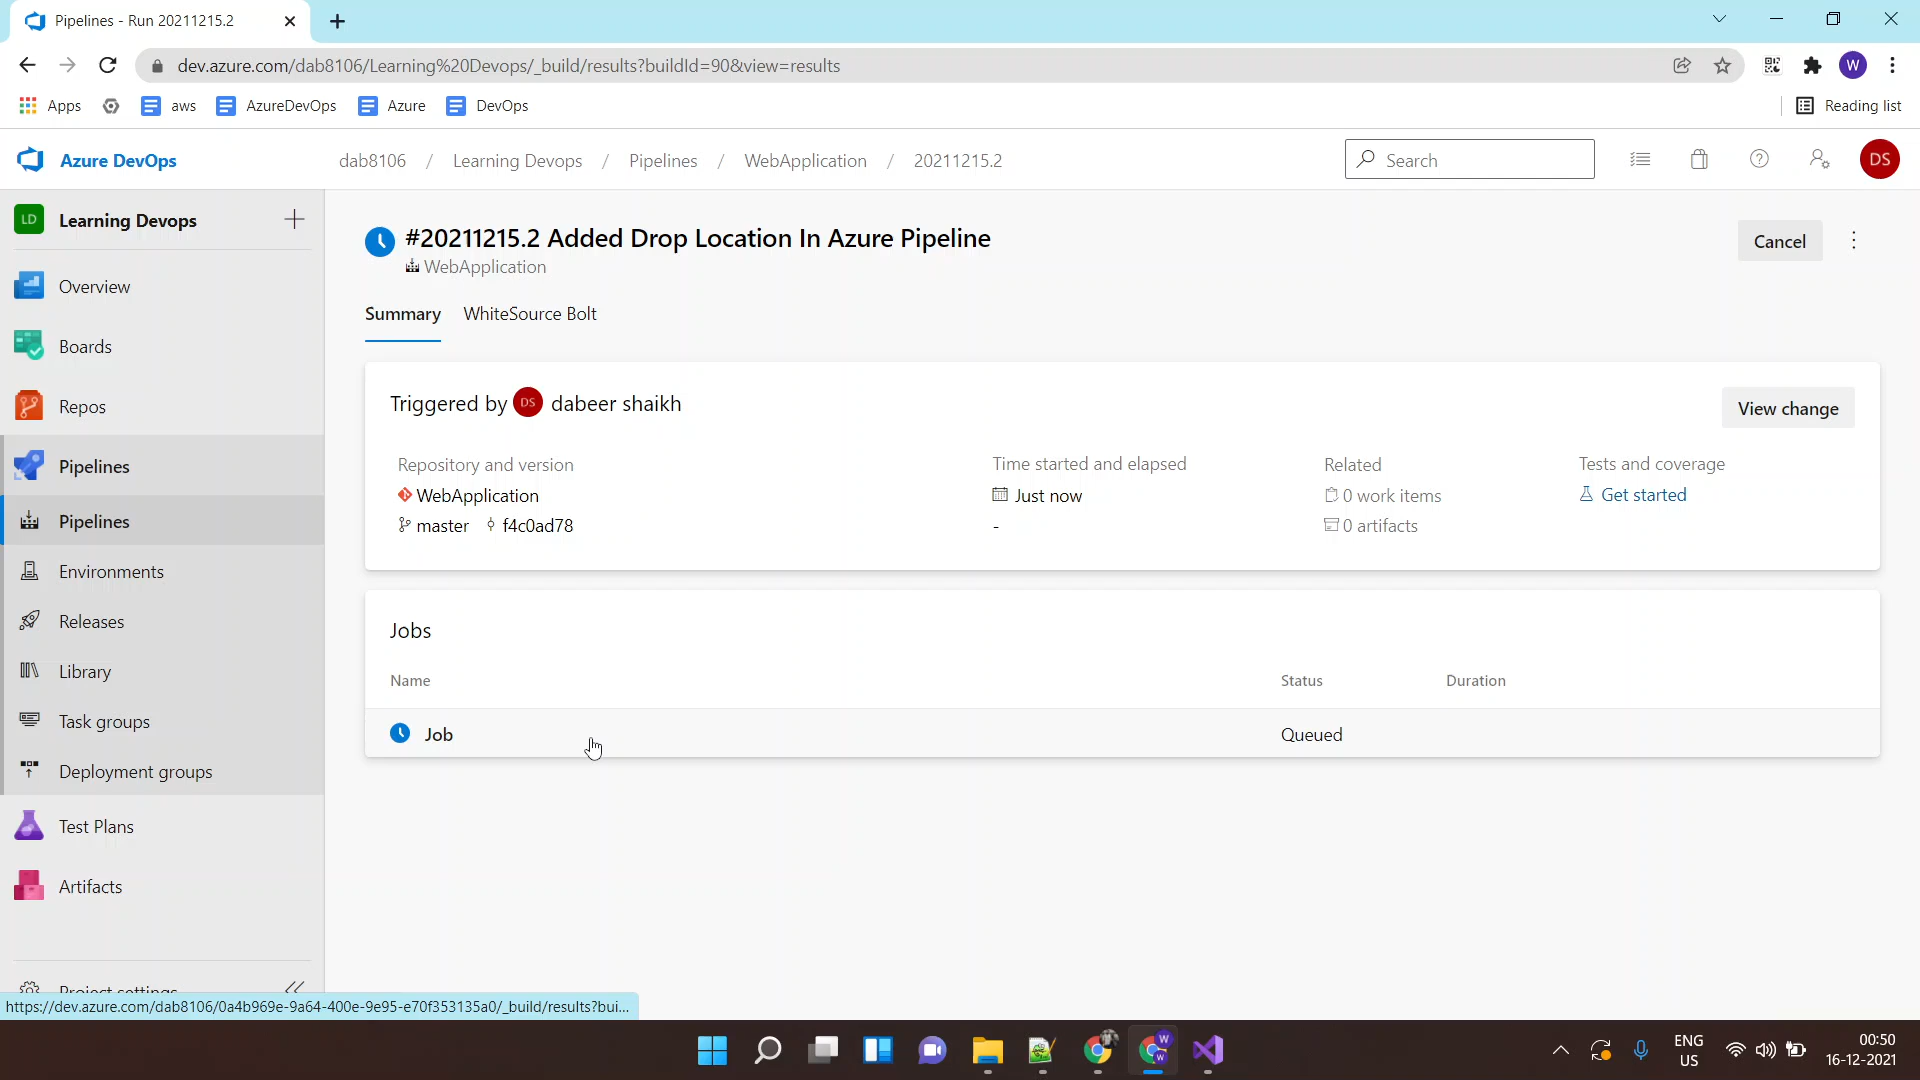 Pipelines - Run 20211215.2
dev.azure.com/dab8106/Learning%20Devops/_build/results?buildId=90&view=results
W
Apps
aws
AzureDevOps
Azure
DevOps
Reading list
Azure DevOps
dab8106 / Learning Devops / Pipelines / WebApplication / 20211215.2
Search
DS
LD Learning Devops
Overview
Boards
Repos
Pipelines
Pipelines
Environments
Releases
Library
Task groups
Deployment groups
Test Plans
Artifacts
Project settings
#20211215.2 Added Drop Location In Azure Pipeline
WebApplication
Cancel
Summary
WhiteSource Bolt
Triggered by DS dabeer shaikh
View change
Repository and version
WebApplication
master f4c0ad78
Time started and elapsed
Just now
-
Related
0 work items
0 artifacts
Tests and coverage
Get started
Jobs
Name Status Duration
Job Queued
https://dev.azure.com/dab8106/0a4b969e-9a64-400e-9e95-e70f353135a0/_build/results?bui...
W
W
ENG
US
00:50
16-12-2021